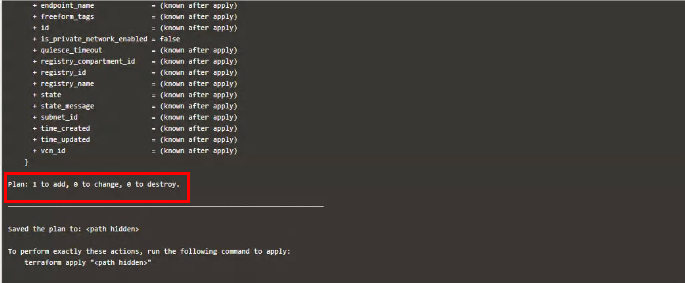 + endpoint_name = (known after apply)
+ freeform_tags = (known after apply)
+ id = (known after apply)
+ is_private_network_enabled = false
+ quiesce_timeout = (known after apply)
+ registry_compartment_id = (known after apply)
+ registry_id = (known after apply)
+ registry_name = (known after apply)
+ state = (known after apply)
+ state_message = (known after apply)
+ subnet_id = (known after apply)
+ time_created = (known after apply)
+ time_updated = (known after apply)
+ vcn_id = (known after apply)
}
Plan: 1 to add, 0 to change, 0 to destroy.
Saved the plan to: <path hidden>
To perform exactly these actions, run the following command to apply:
terraform apply "<path hidden>"